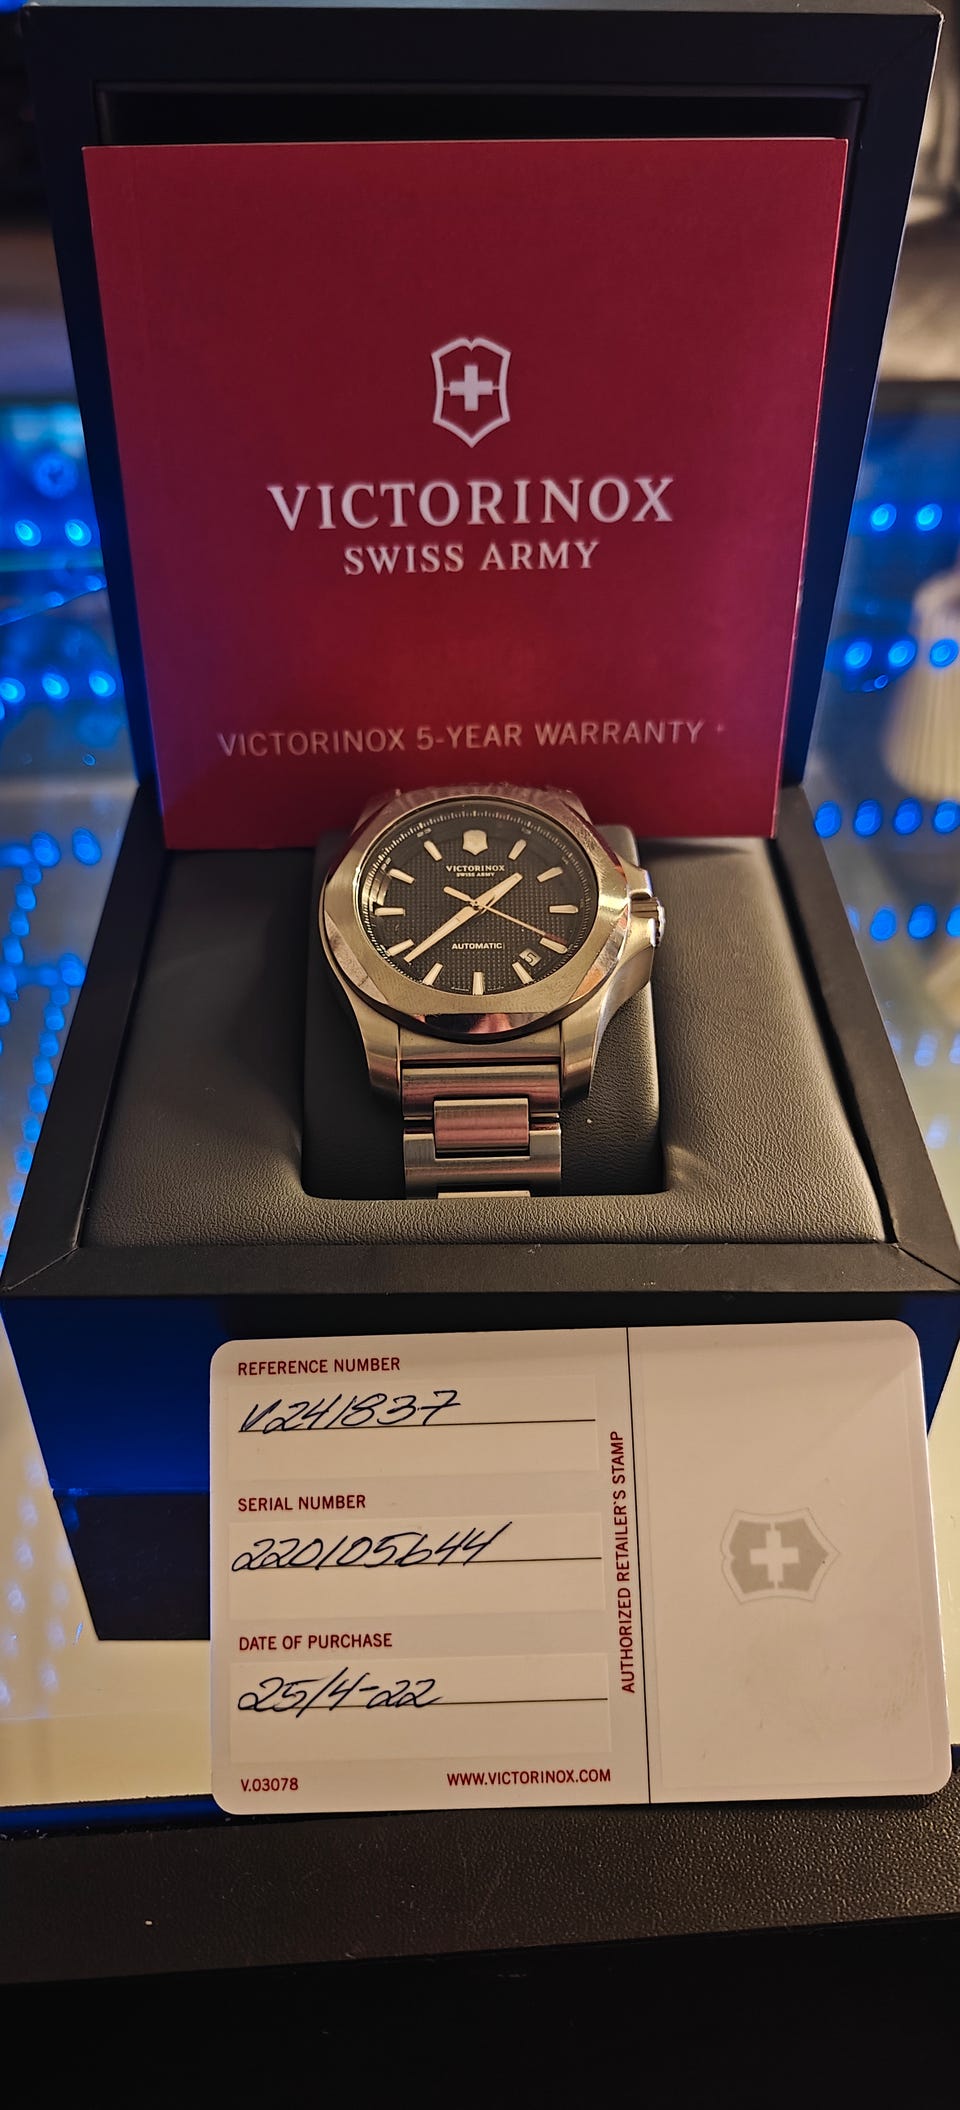 VICTORINOX
SWISS ARMY
VICTORINOX 5-YEAR WARRANTY
VICTORINOX
SWISS ARMY
AUTOMATIC
REFERENCE NUMBER
V241837
SERIAL NUMBER
220105644
DATE OF PURCHASE
25/4-22
V.03078
WWW.VICTORINOX.COM
AUTHORIZED RETAILER'S STAMP